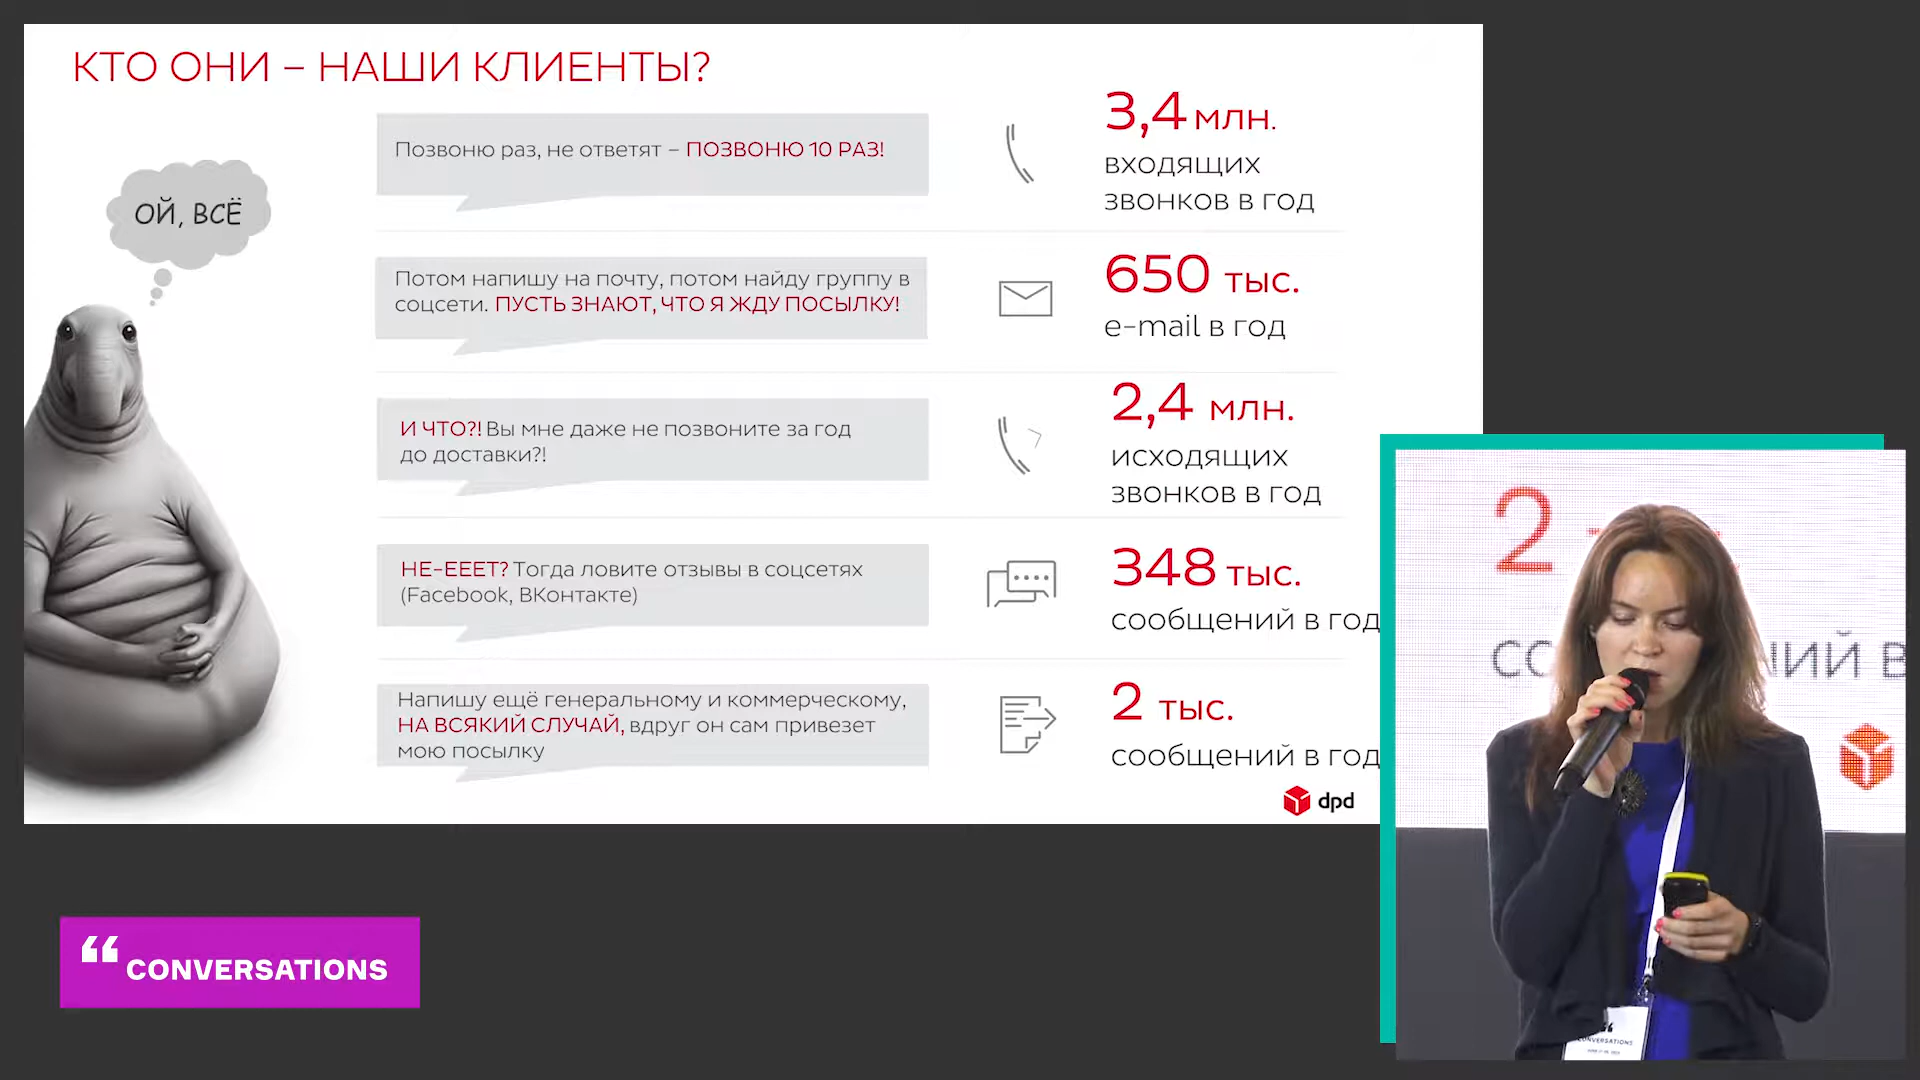 КТО ОНИ – НАШИ КЛИЕНТЫ?
ОЙ, ВСЁ
Позвоню раз, не ответят – ПОЗВОНЮ 10 РАЗ!
3,4 млн.
входящих
звонков в год
Потом напишу на почту, потом найду группу в
соцсети. ПУСТЬ ЗНАЮТ, ЧТО Я ЖДУ ПОСЫЛКУ!
650 тыс.
e-mail в год
И ЧТО?! Вы мне даже не позвоните за год
до доставки?!
2,4 млн.
исходящих
звонков в год
НЕ-ЕЕЕТ? Тогда ловите отзывы в соцсетях
(Facebook, ВКонтакте)
348 тыс.
сообщений в год
Напишу ещё генеральному и коммерческому,
НА ВСЯКИЙ СЛУЧАЙ, вдруг он сам привезет
мою посылку
2 тыс.
сообщений в год
dpd
2
“ CONVERSATIONS
CONVERSATIONS